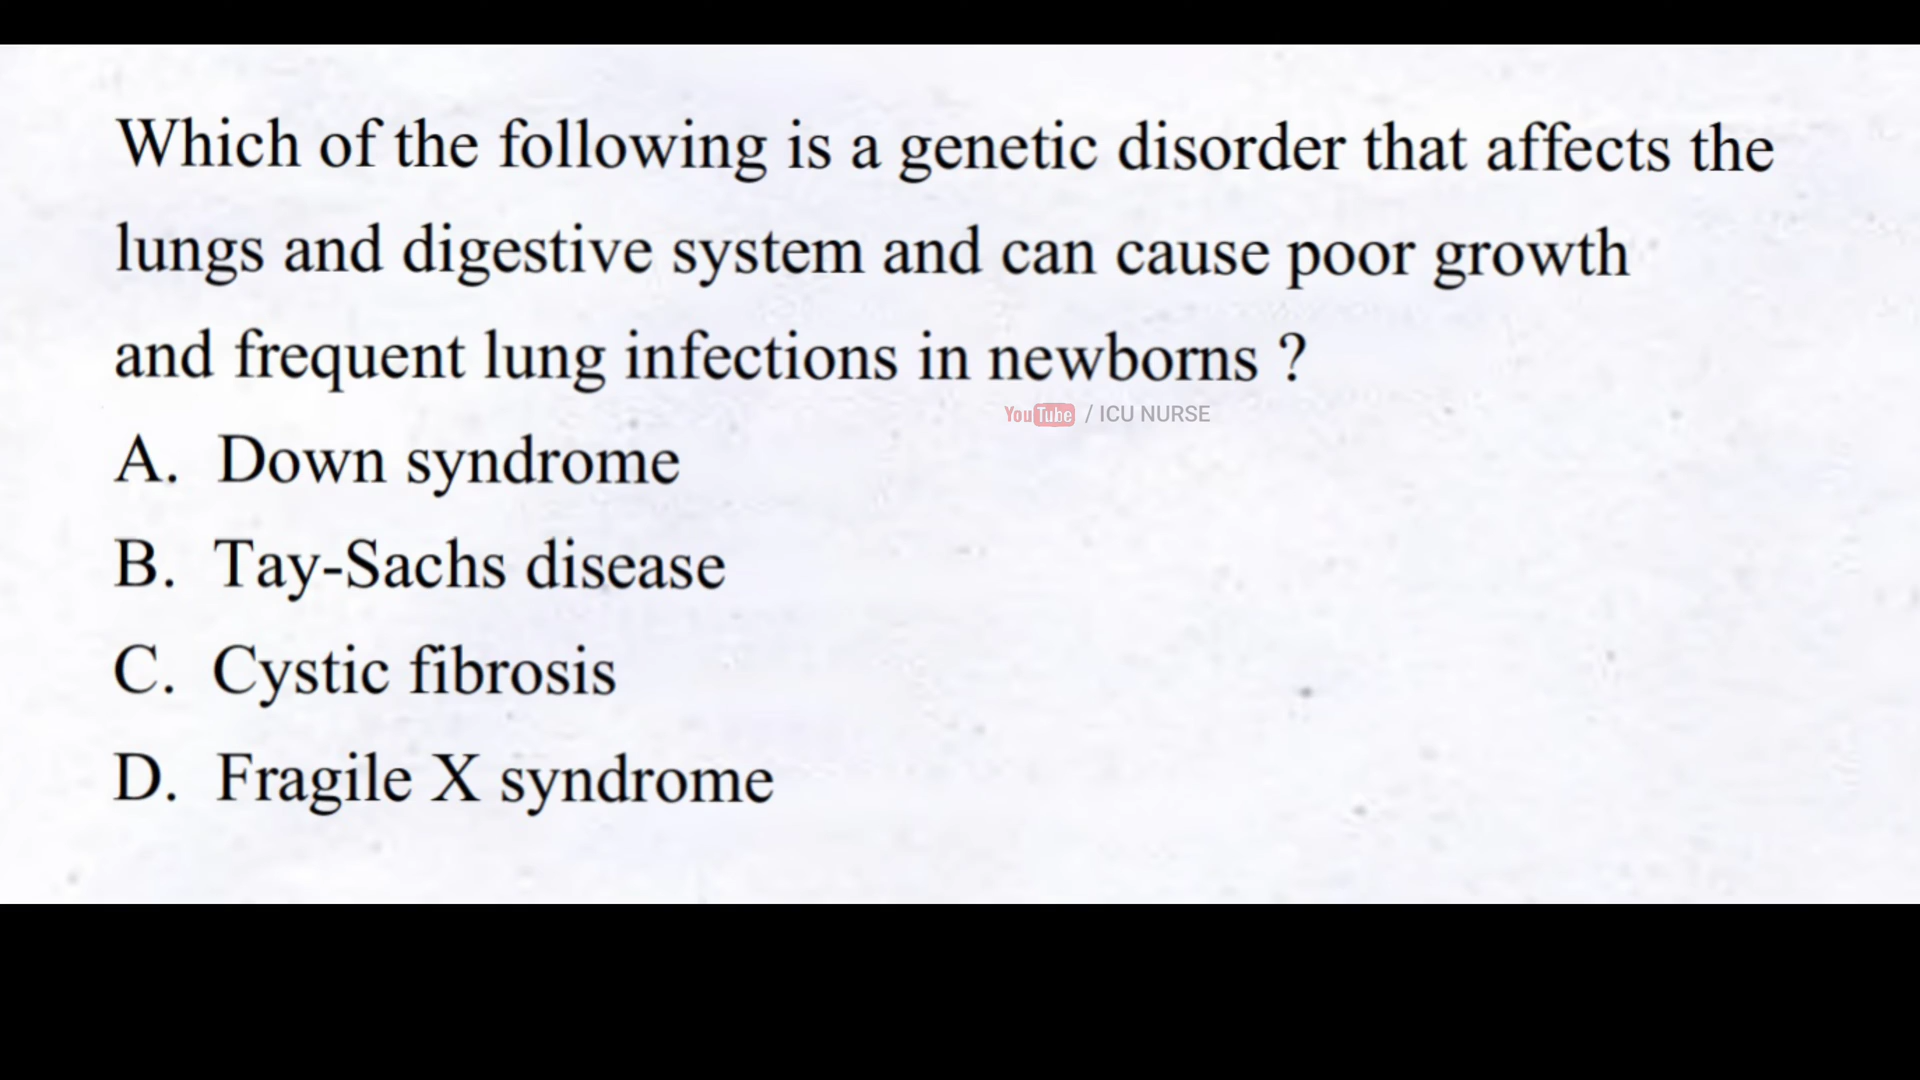 Which of the following is a genetic disorder that affects the
lungs and digestive system and can cause poor growth
and frequent lung infections in newborns ?
YouTube / ICU NURSE
A. Down syndrome
B. Tay-Sachs disease
C. Cystic fibrosis
D. Fragile X syndrome